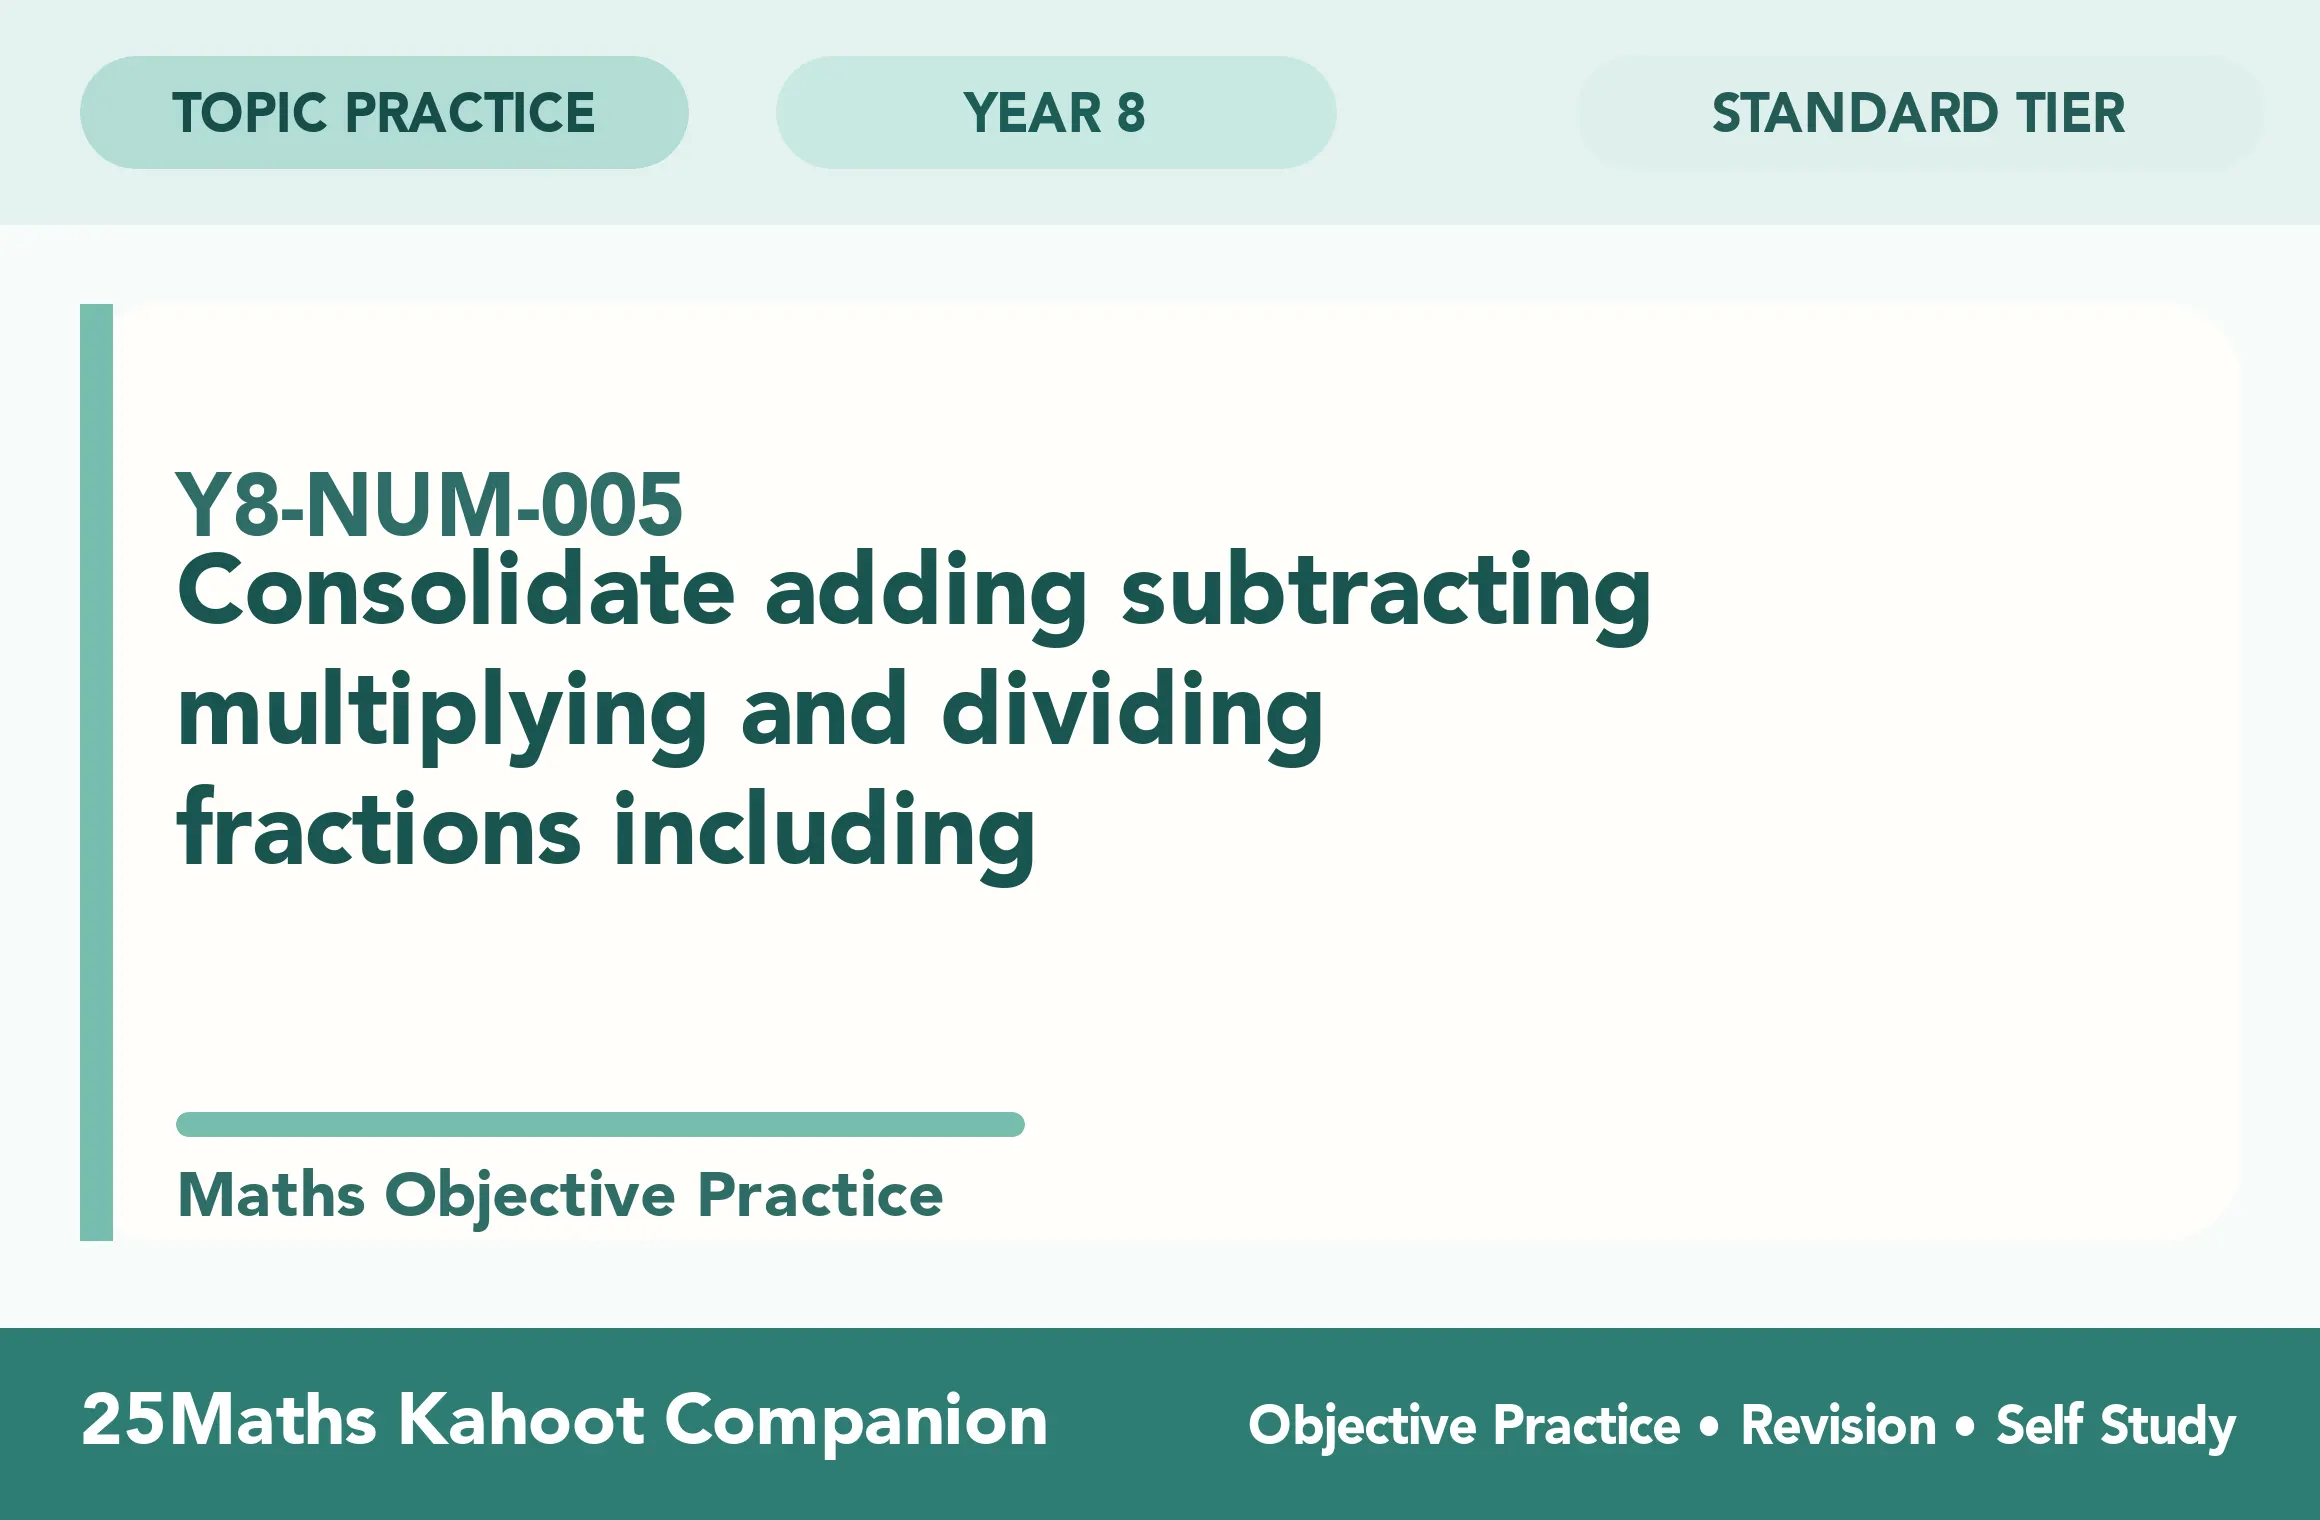 TOPIC PRACTICE
YEAR 8
STANDARD TIER
Y8-NUM-005
Consolidate adding subtracting
multiplying and dividing
fractions including
Maths Objective Practice
25Maths Kahoot Companion
Objective Practice • Revision • Self Study